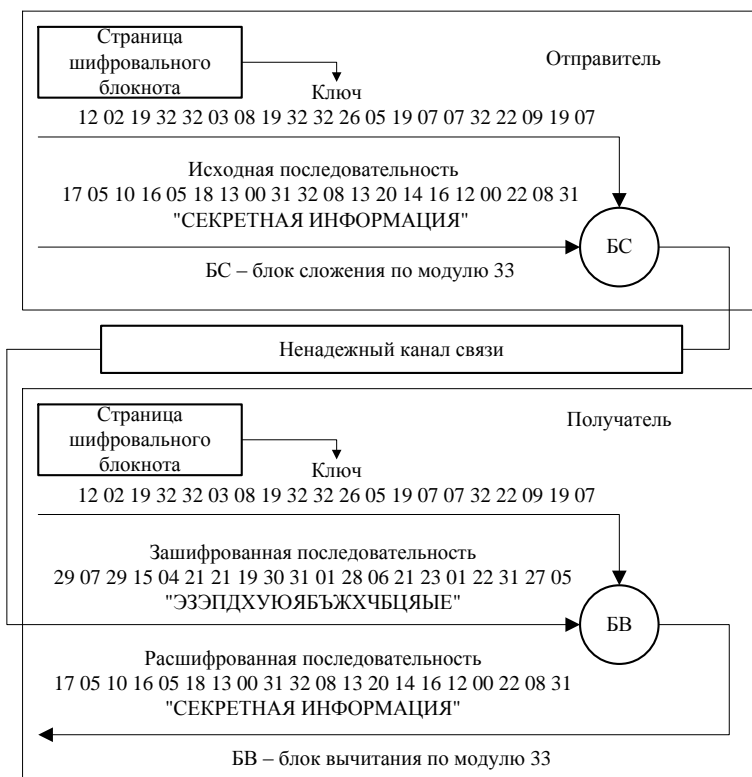 Страница
шифровального
блокнота
Отправитель
Ключ
12 02 19 32 32 03 08 19 32 32 26 05 19 07 07 32 22 09 19 07
Исходная последовательность
17 05 10 16 05 18 13 00 31 32 08 13 20 14 16 12 00 22 08 31
"СЕКРЕТНАЯ ИНФОРМАЦИЯ"
БС
БС – блок сложения по модулю 33
Ненадежный канал связи
Страница
шифровального
блокнота
Получатель
Ключ
12 02 19 32 32 03 08 19 32 32 26 05 19 07 07 32 22 09 19 07
Зашифрованная последовательность
29 07 29 15 04 21 21 19 30 31 01 28 06 21 23 01 22 31 27 05
"ЭЗЭПДХУЮЯБЪЖХЧБЦЯЫЕ"
БВ
Расшифрованная последовательность
17 05 10 16 05 18 13 00 31 32 08 13 20 14 16 12 00 22 08 31
"СЕКРЕТНАЯ ИНФОРМАЦИЯ"
БВ – блок вычитания по модулю 33